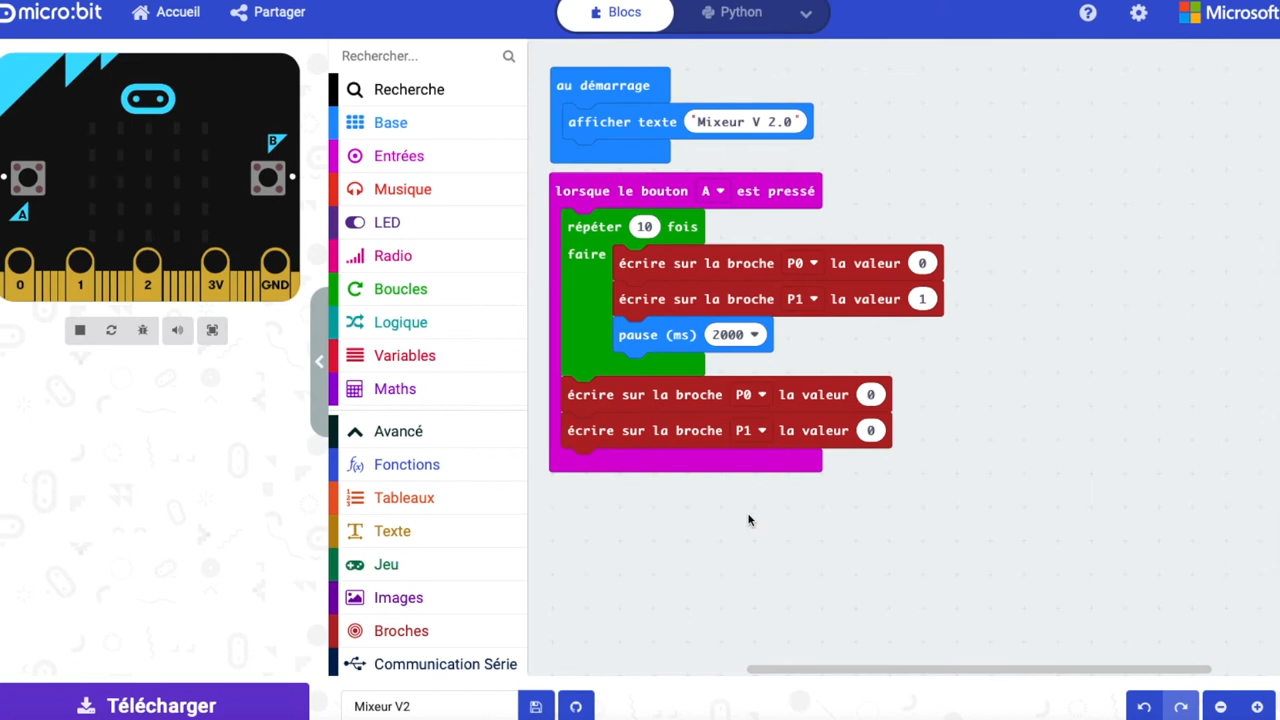 micro:bit
Accueil
Partager
Blocs
Python
Microsoft
B
A
0 1 2 3V GND
Rechercher...
Recherche
Base
Entrées
Musique
LED
Radio
Boucles
Logique
Variables
Maths
Avancé
Fonctions
Tableaux
Texte
Jeu
Images
Broches
Communication Série
au démarrage
afficher texte "Mixeur V 2.0"
lorsque le bouton A est pressé
répéter 10 fois
faire
écrire sur la broche P0 la valeur 0
écrire sur la broche P1 la valeur 1
pause (ms) 2000
écrire sur la broche P0 la valeur 0
écrire sur la broche P1 la valeur 0
Télécharger
Mixeur V2